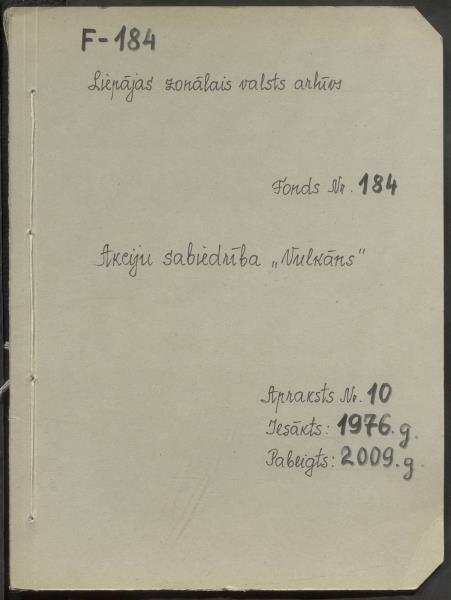 F-184
Liepājas zonālais valsts arhīvs
Fonds Nr. 184
Akciju sabiedrība „Vulkāns"
Apraksts Nr. 10
Iesākts: 1976.g.
Pabeigts: 2009.g.